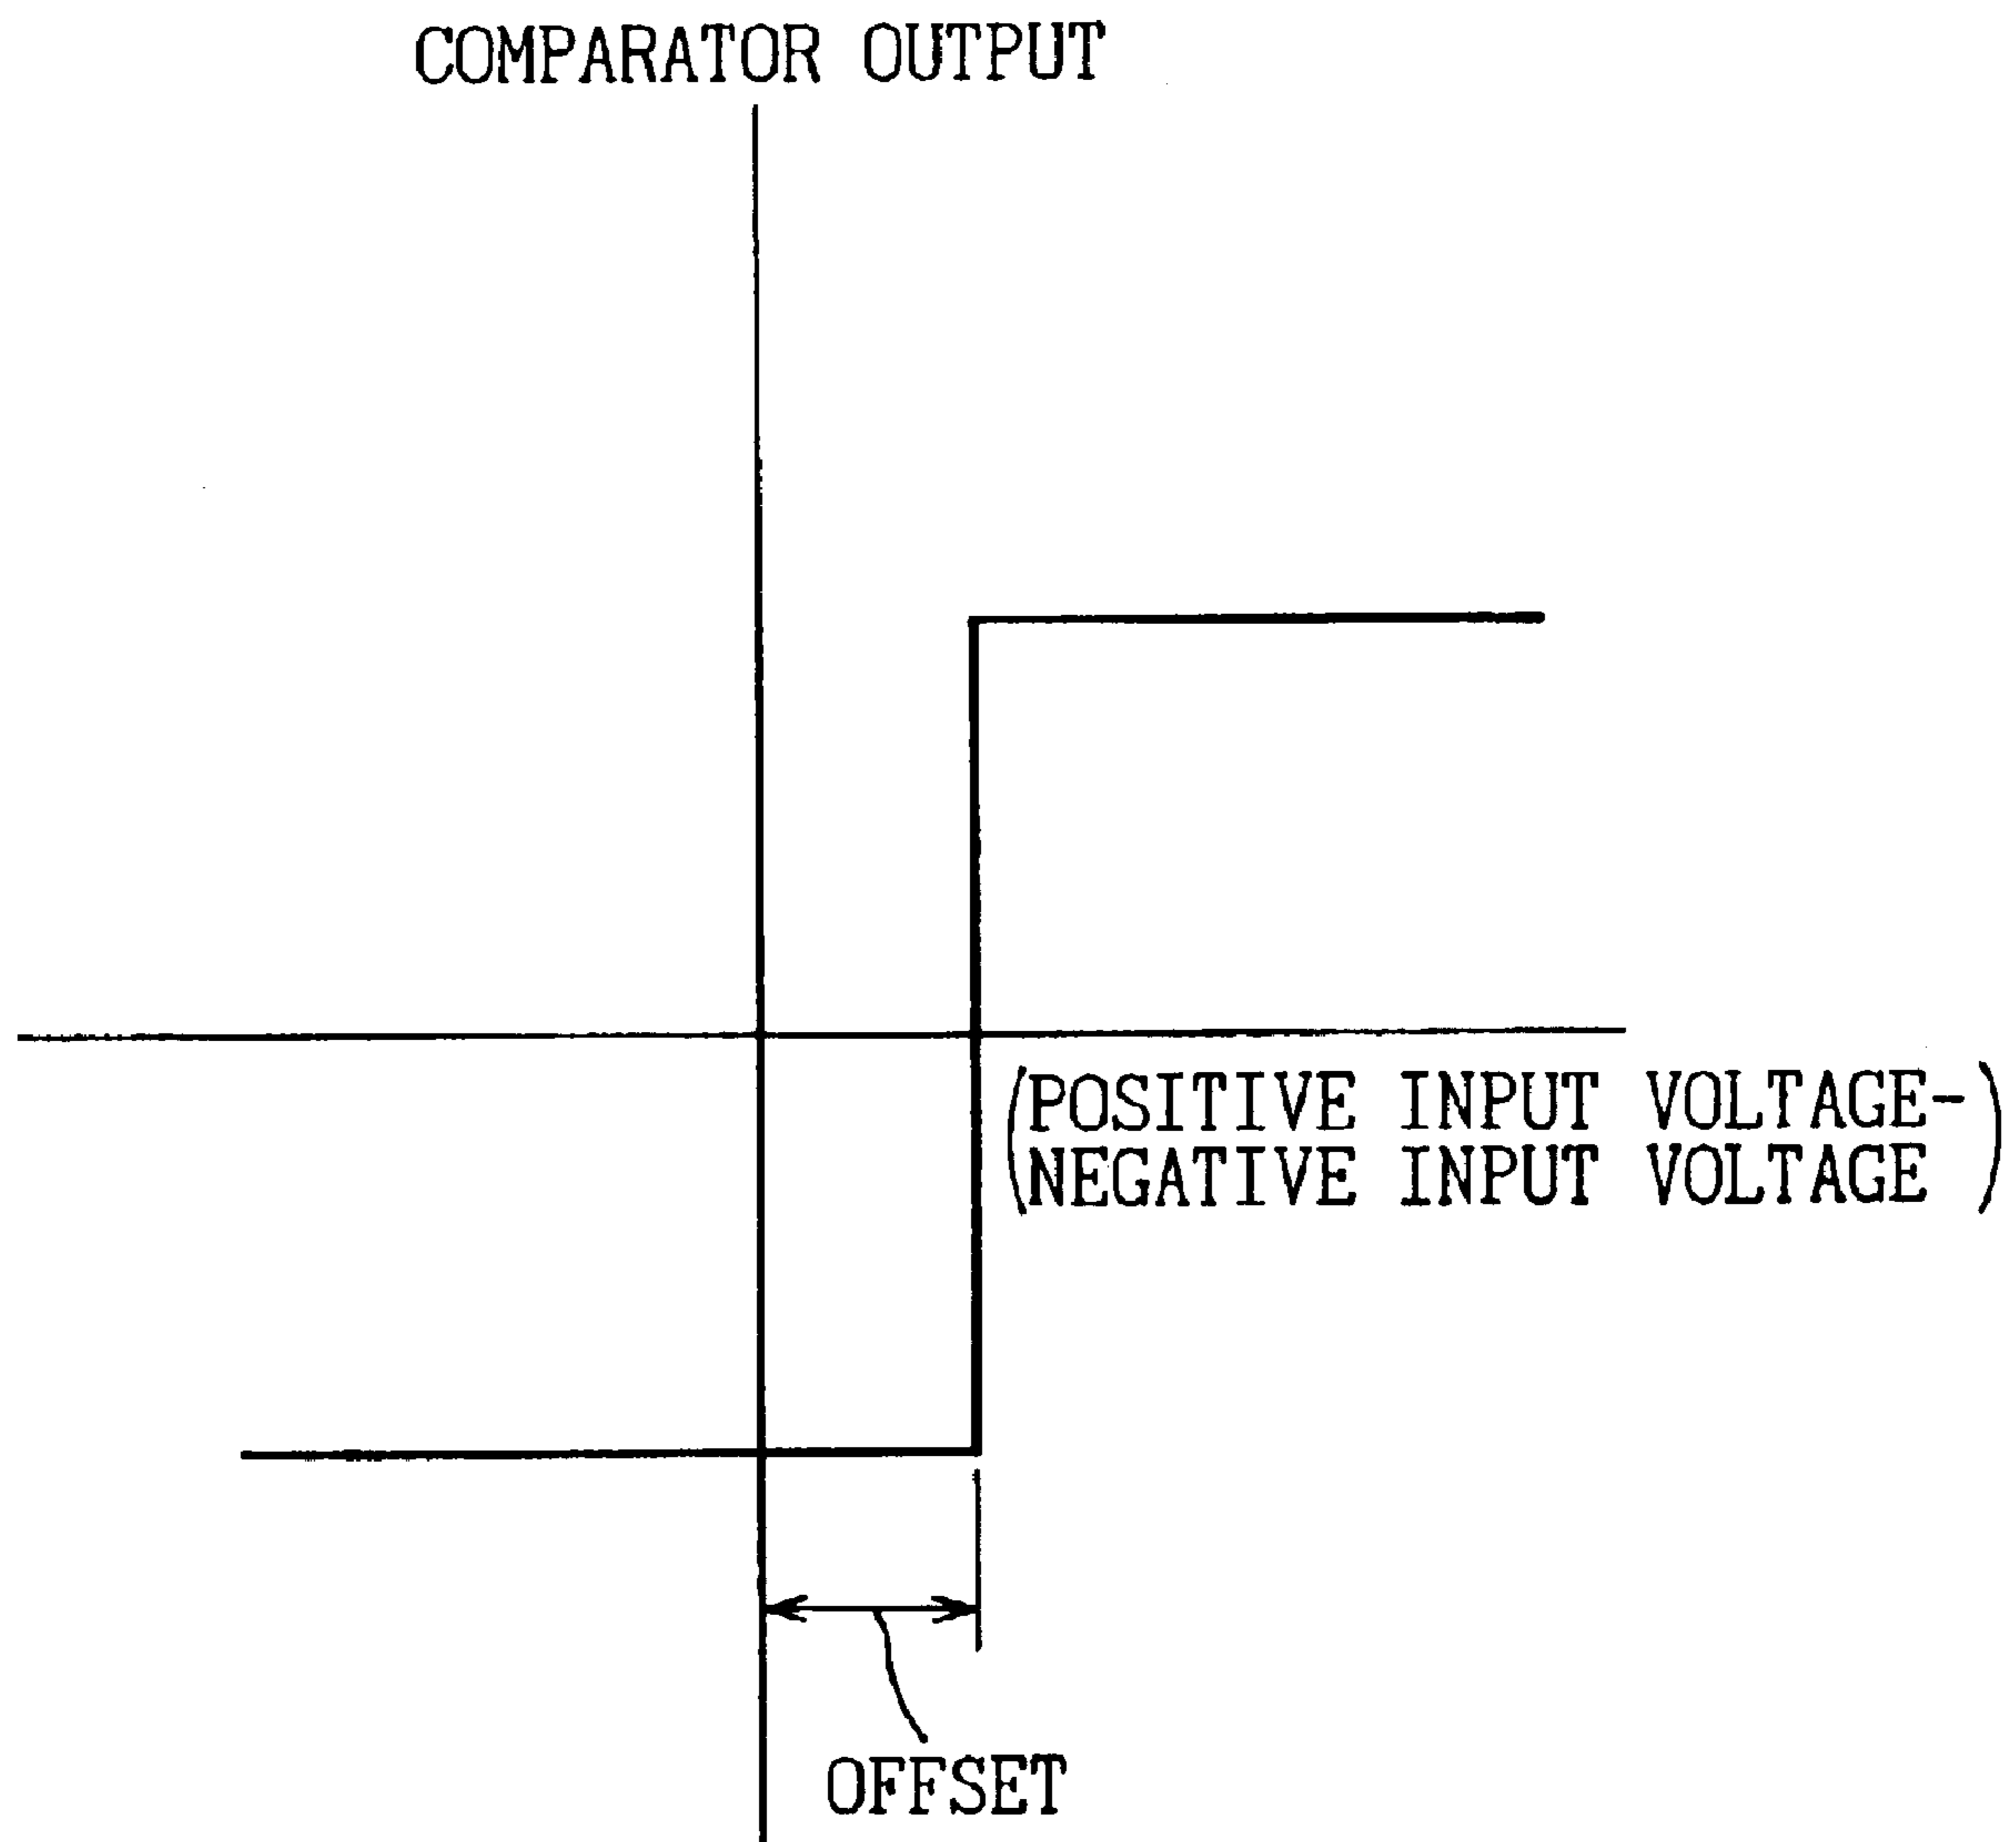 COMPARATOR OUTPUT
(POSITIVE INPUT VOLTAGE-
NEGATIVE INPUT VOLTAGE)
OFFSET